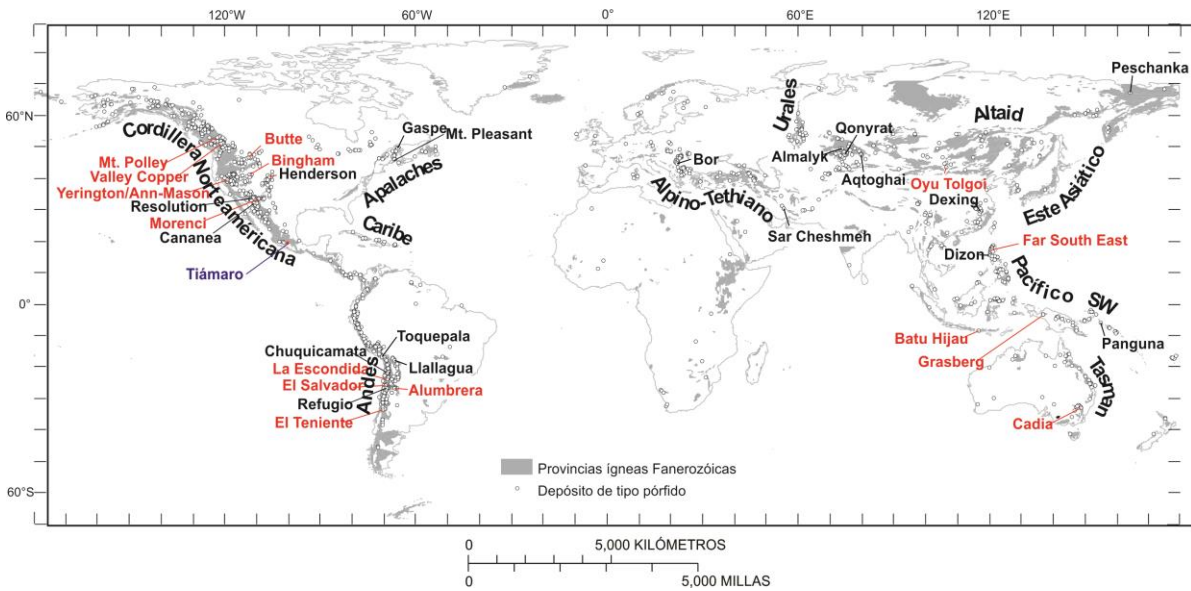 120°W
60°W
0°
60°E
120°E
60°N
0°
60°S
Peschanka
Cordillera Norteaméricana
Butte
Mt. Polley
Bingham
Valley Copper
Henderson
Yerington/Ann-Mason
Resolution
Morenci
Cananea
Tiámaro
Gaspe
Mt. Pleasant
Apalaches
Caribe
Urales
Altaid
Qonyrat
Almalyk
Bor
Aqtoghai
Alpino-Tethiano
Oyu Tolgoi
Dexing
Este Asiático
Sar Cheshmeh
Far South East
Dizon
Pacífico SW
Toquepala
Chuquicamata
Llallagua
La Escondida
El Salvador
Alumbrera
Andes
Refugio
El Teniente
Batu Hijau
Grasberg
Panguna
Tasman
Cadia
Provincias ígneas Fanerozóicas
Depósito de tipo pórfido
0 5,000 KILÓMETROS
0 5,000 MILLAS